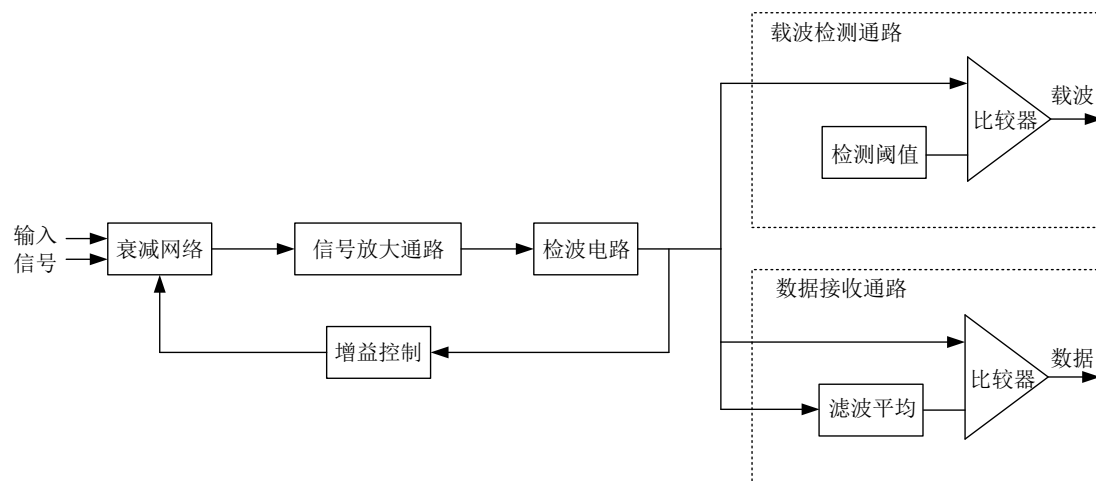 载波检测通路
载波
比较器
检测阈值
输入
信号
衰减网络
信号放大通路
检波电路
增益控制
数据接收通路
数据
比较器
滤波平均